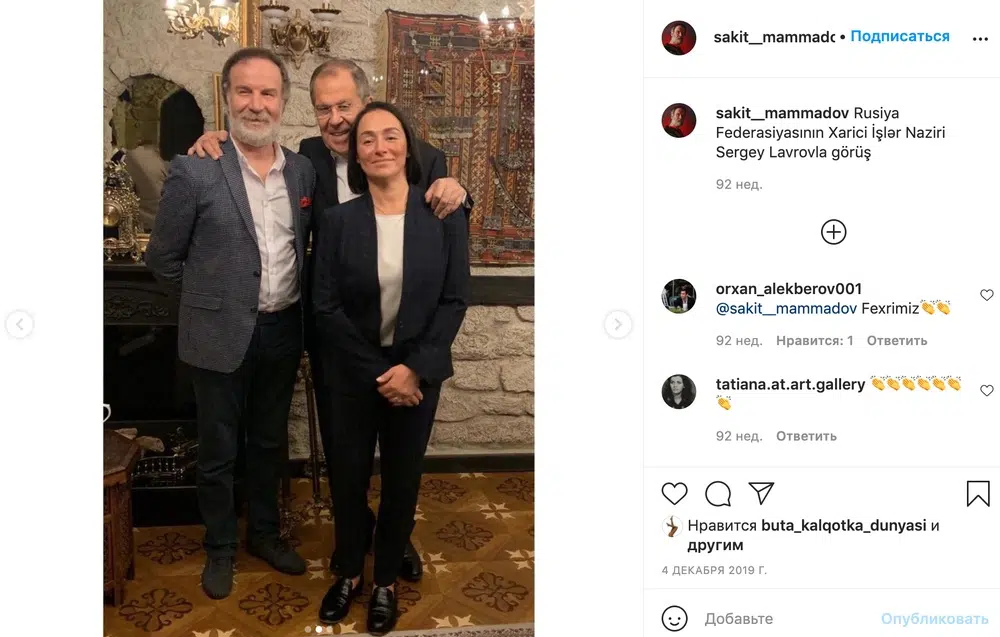 sakit__mammadc • Подписаться
sakit__mammadov Rusiya
Federasiyasının Xarici İşlər Naziri
Sergey Lavrovla görüş
92 нед.
orxan_alekberov001
@sakit__mammadov Fexrimiz👏👏
92 нед. Нравится: 1 Ответить
tatiana.at.art.gallery 👏👏👏👏👏👏
👏
92 нед. Ответить
Нравится buta_kalqotka_dunyasi и
другим
4 ДЕКАБРЯ 2019 Г.
Добавьте
Опубликовать